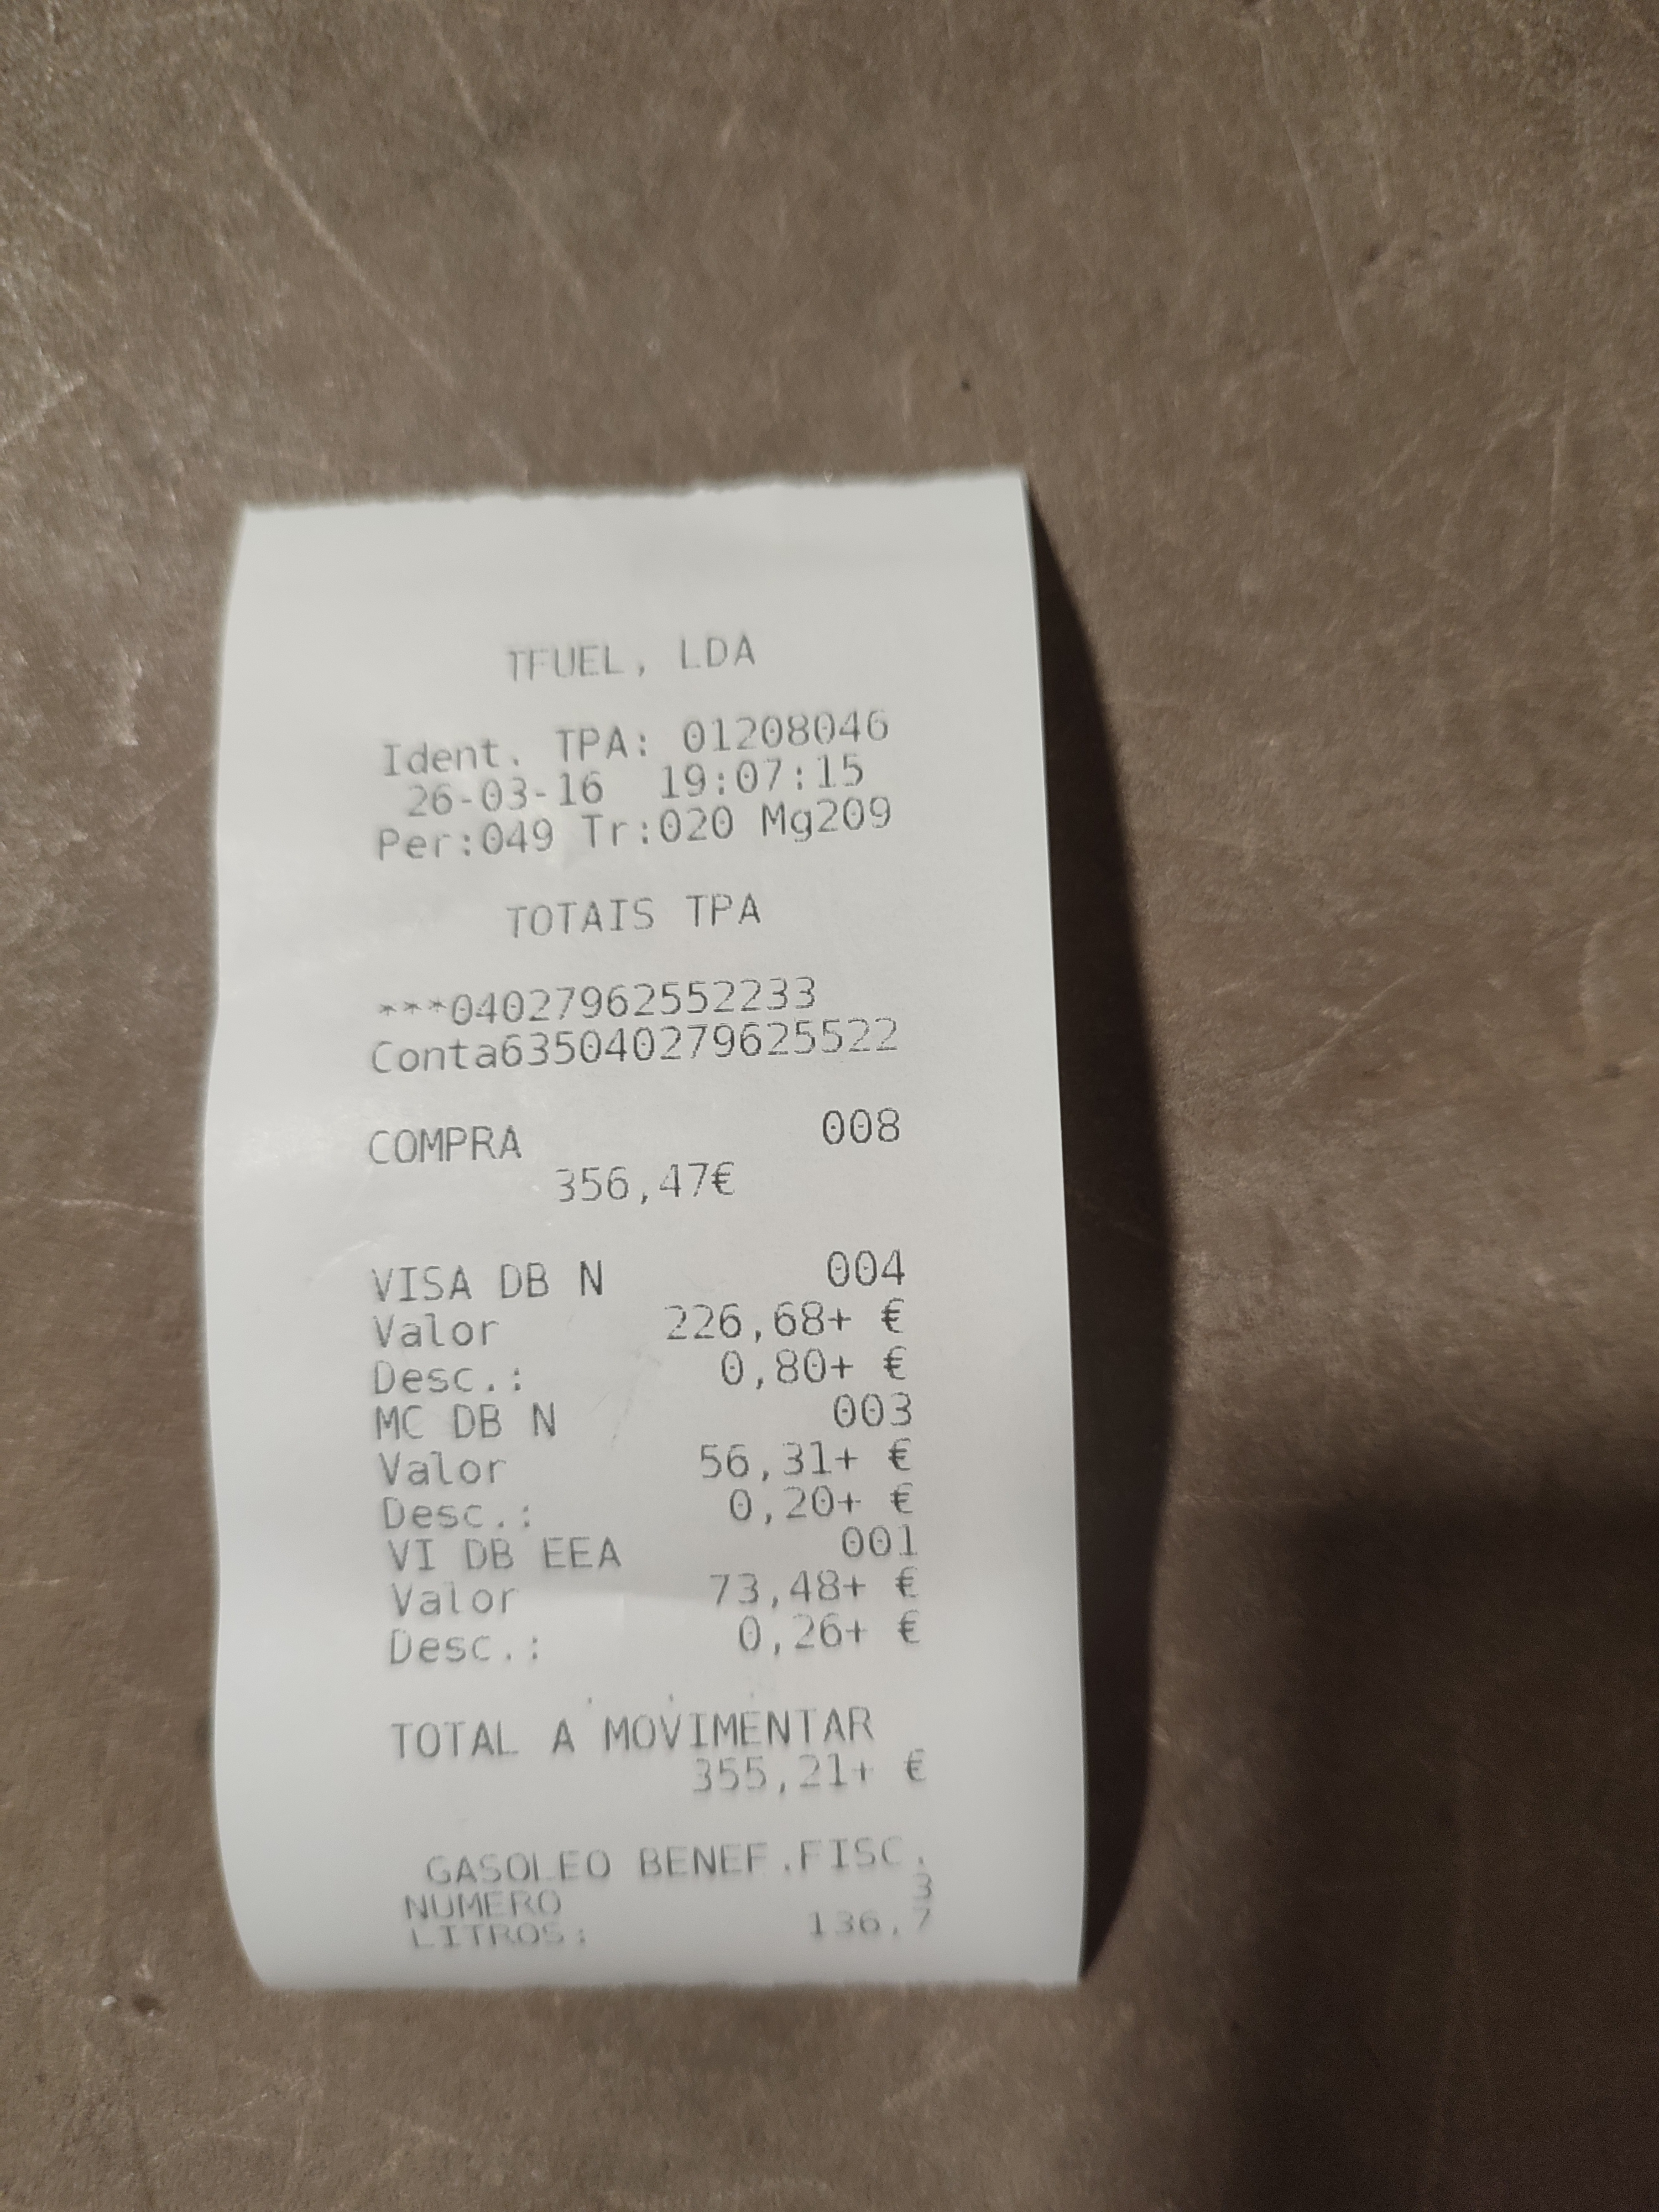 TFUEL, LDA
Ident. TPA: 01208046
26-03-16 19:07:15
Per:049 Tr:020 Mg209
TOTAIS TPA
***04027962552233
Conta635040279625522
COMPRA 008
356,47€
VISA DB N 004
Valor 226,68+ €
Desc.: 0,80+ €
MC DB N 003
Valor 56,31+ €
Desc.: 0,20+ €
VI DB EEA 001
Valor 73,48+ €
Desc.: 0,26+ €
TOTAL A MOVIMENTAR
355,21+ €
GASOLEO BENEF.FISC.
NUMERO 3
LITROS: 136,7